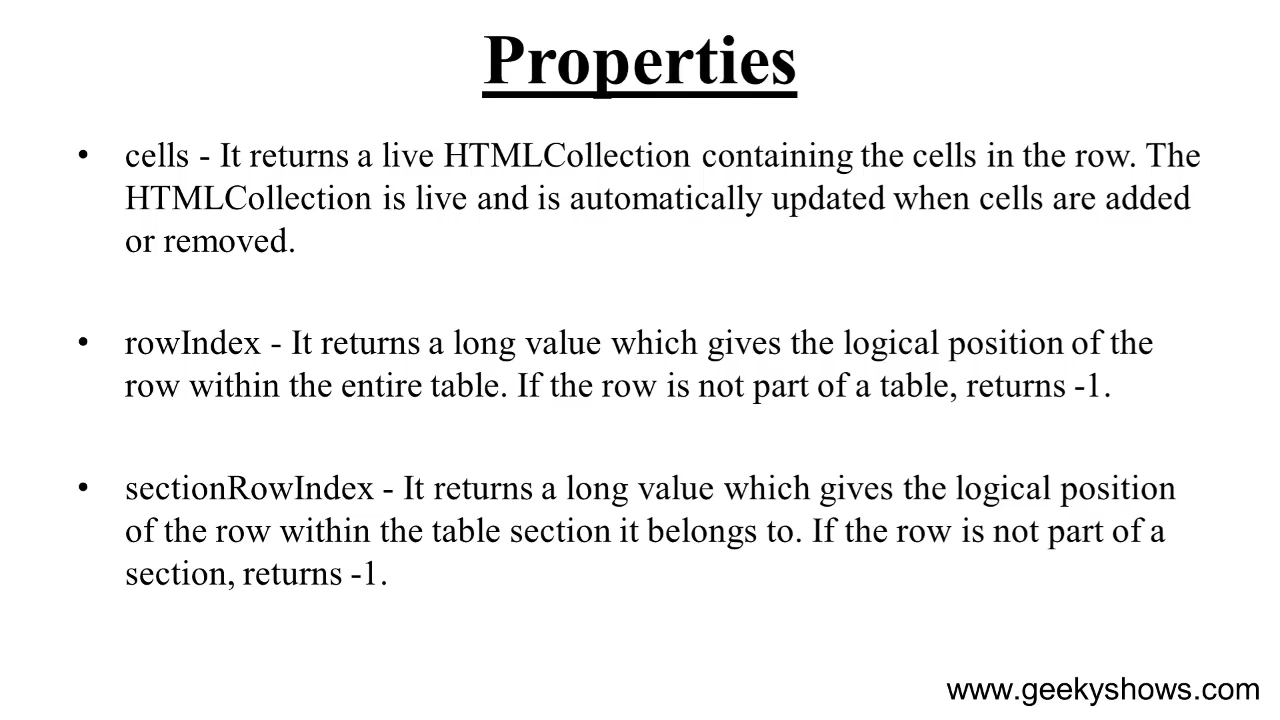 Properties
• cells - It returns a live HTMLCollection containing the cells in the row. The
HTMLCollection is live and is automatically updated when cells are added
or removed.
• rowIndex - It returns a long value which gives the logical position of the
row within the entire table. If the row is not part of a table, returns -1.
• sectionRowIndex - It returns a long value which gives the logical position
of the row within the table section it belongs to. If the row is not part of a
section, returns -1.
www.geekyshows.com